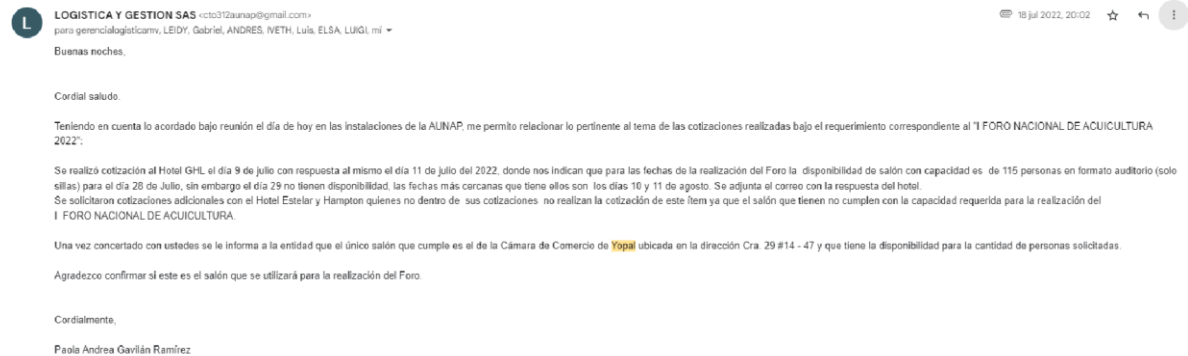 L
LOGISTICA Y GESTION SAS <cto312aunap@gmail.com>
18 jul 2022, 20:02
para gerencialogisticamv, LEIDY, Gabriel, ANDRES, IVETH, Luis, ELSA, LUIGI, mi
Buenas noches,
Cordial saludo.
Teniendo en cuenta lo acordado bajo reunión el día de hoy en las instalaciones de la AUNAP, me permito relacionar lo pertinente al tema de las cotizaciones realizadas bajo el requerimiento correspondiente al "I FORO NACIONAL DE ACUICULTURA
2022";
Se realizó cotización al Hotel GHL el día 9 de julio con respuesta al mismo el día 11 de julio del 2022, donde nos indican que para las fechas de la realización del Foro la disponibilidad de salón con capacidad es de 115 personas en formato auditorio (solo
sillas) para el día 28 de Julio, sin embargo el día 29 no tienen disponibilidad, las fechas más cercanas que tiene ellos son los días 10 y 11 de agosto. Se adjunta el correo con la respuesta del hotel.
Se solicitaron cotizaciones adicionales con el Hotel Estelar y Hampton quienes no dentro de sus cotizaciones no realizan la cotización de este ítem ya que el salón que tienen no cumplen con la capacidad requerida para la realización del
I FORO NACIONAL DE ACUICULTURA.
Una vez concertado con ustedes se le informa a la entidad que el único salón que cumple es el de la Cámara de Comercio de Yopal ubicada en la dirección Cra. 29 #14 - 47 y que tiene la disponibilidad para la cantidad de personas solicitadas.
Agradezco confirmar si este es el salón que se utilizará para la realización del Foro.
Cordialmente,
Paola Andrea Gavilán Ramírez